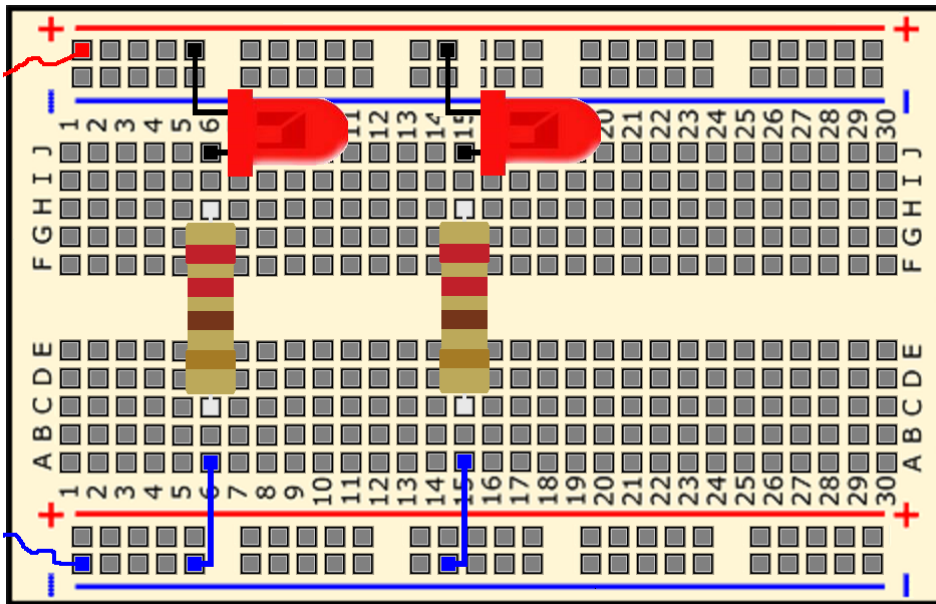 + +
– –
1 2 3 4 5 6 11 12 13 14 15 20 21 22 23 24 25 26 27 28 29 30
J J
I I
H H
G G
F F
E E
D D
C C
B B
A A
1 2 3 4 5 6 7 8 9 10 11 12 13 14 15 16 17 18 19 20 21 22 23 24 25 26 27 28 29 30
+ +
– –